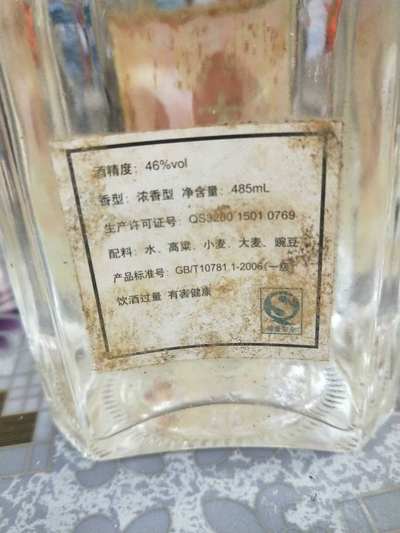 酒精度：46%vol
香型：浓香型 净含量：485mL
生产许可证号：QS3200 1501 0769
配料：水、高粱、小麦、大麦、豌豆
产品标准号：GB/T10781.1-2006(一级)
饮酒过量 有害健康